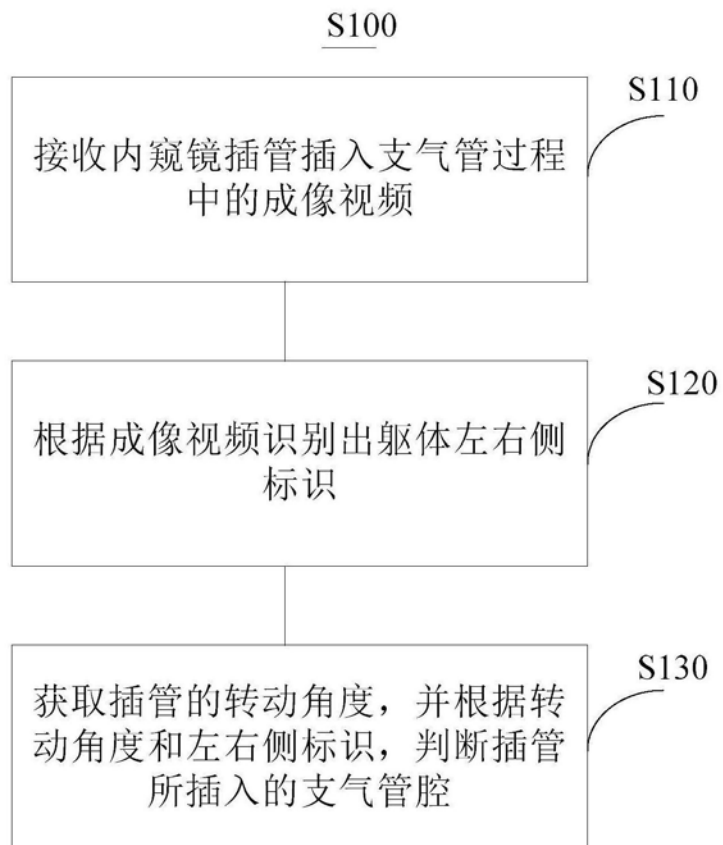 S100
S110
接收内窥镜插管插入支气管过程
中的成像视频
S120
根据成像视频识别出躯体左右侧
标识
S130
获取插管的转动角度，并根据转
动角度和左右侧标识，判断插管
所插入的支气管腔